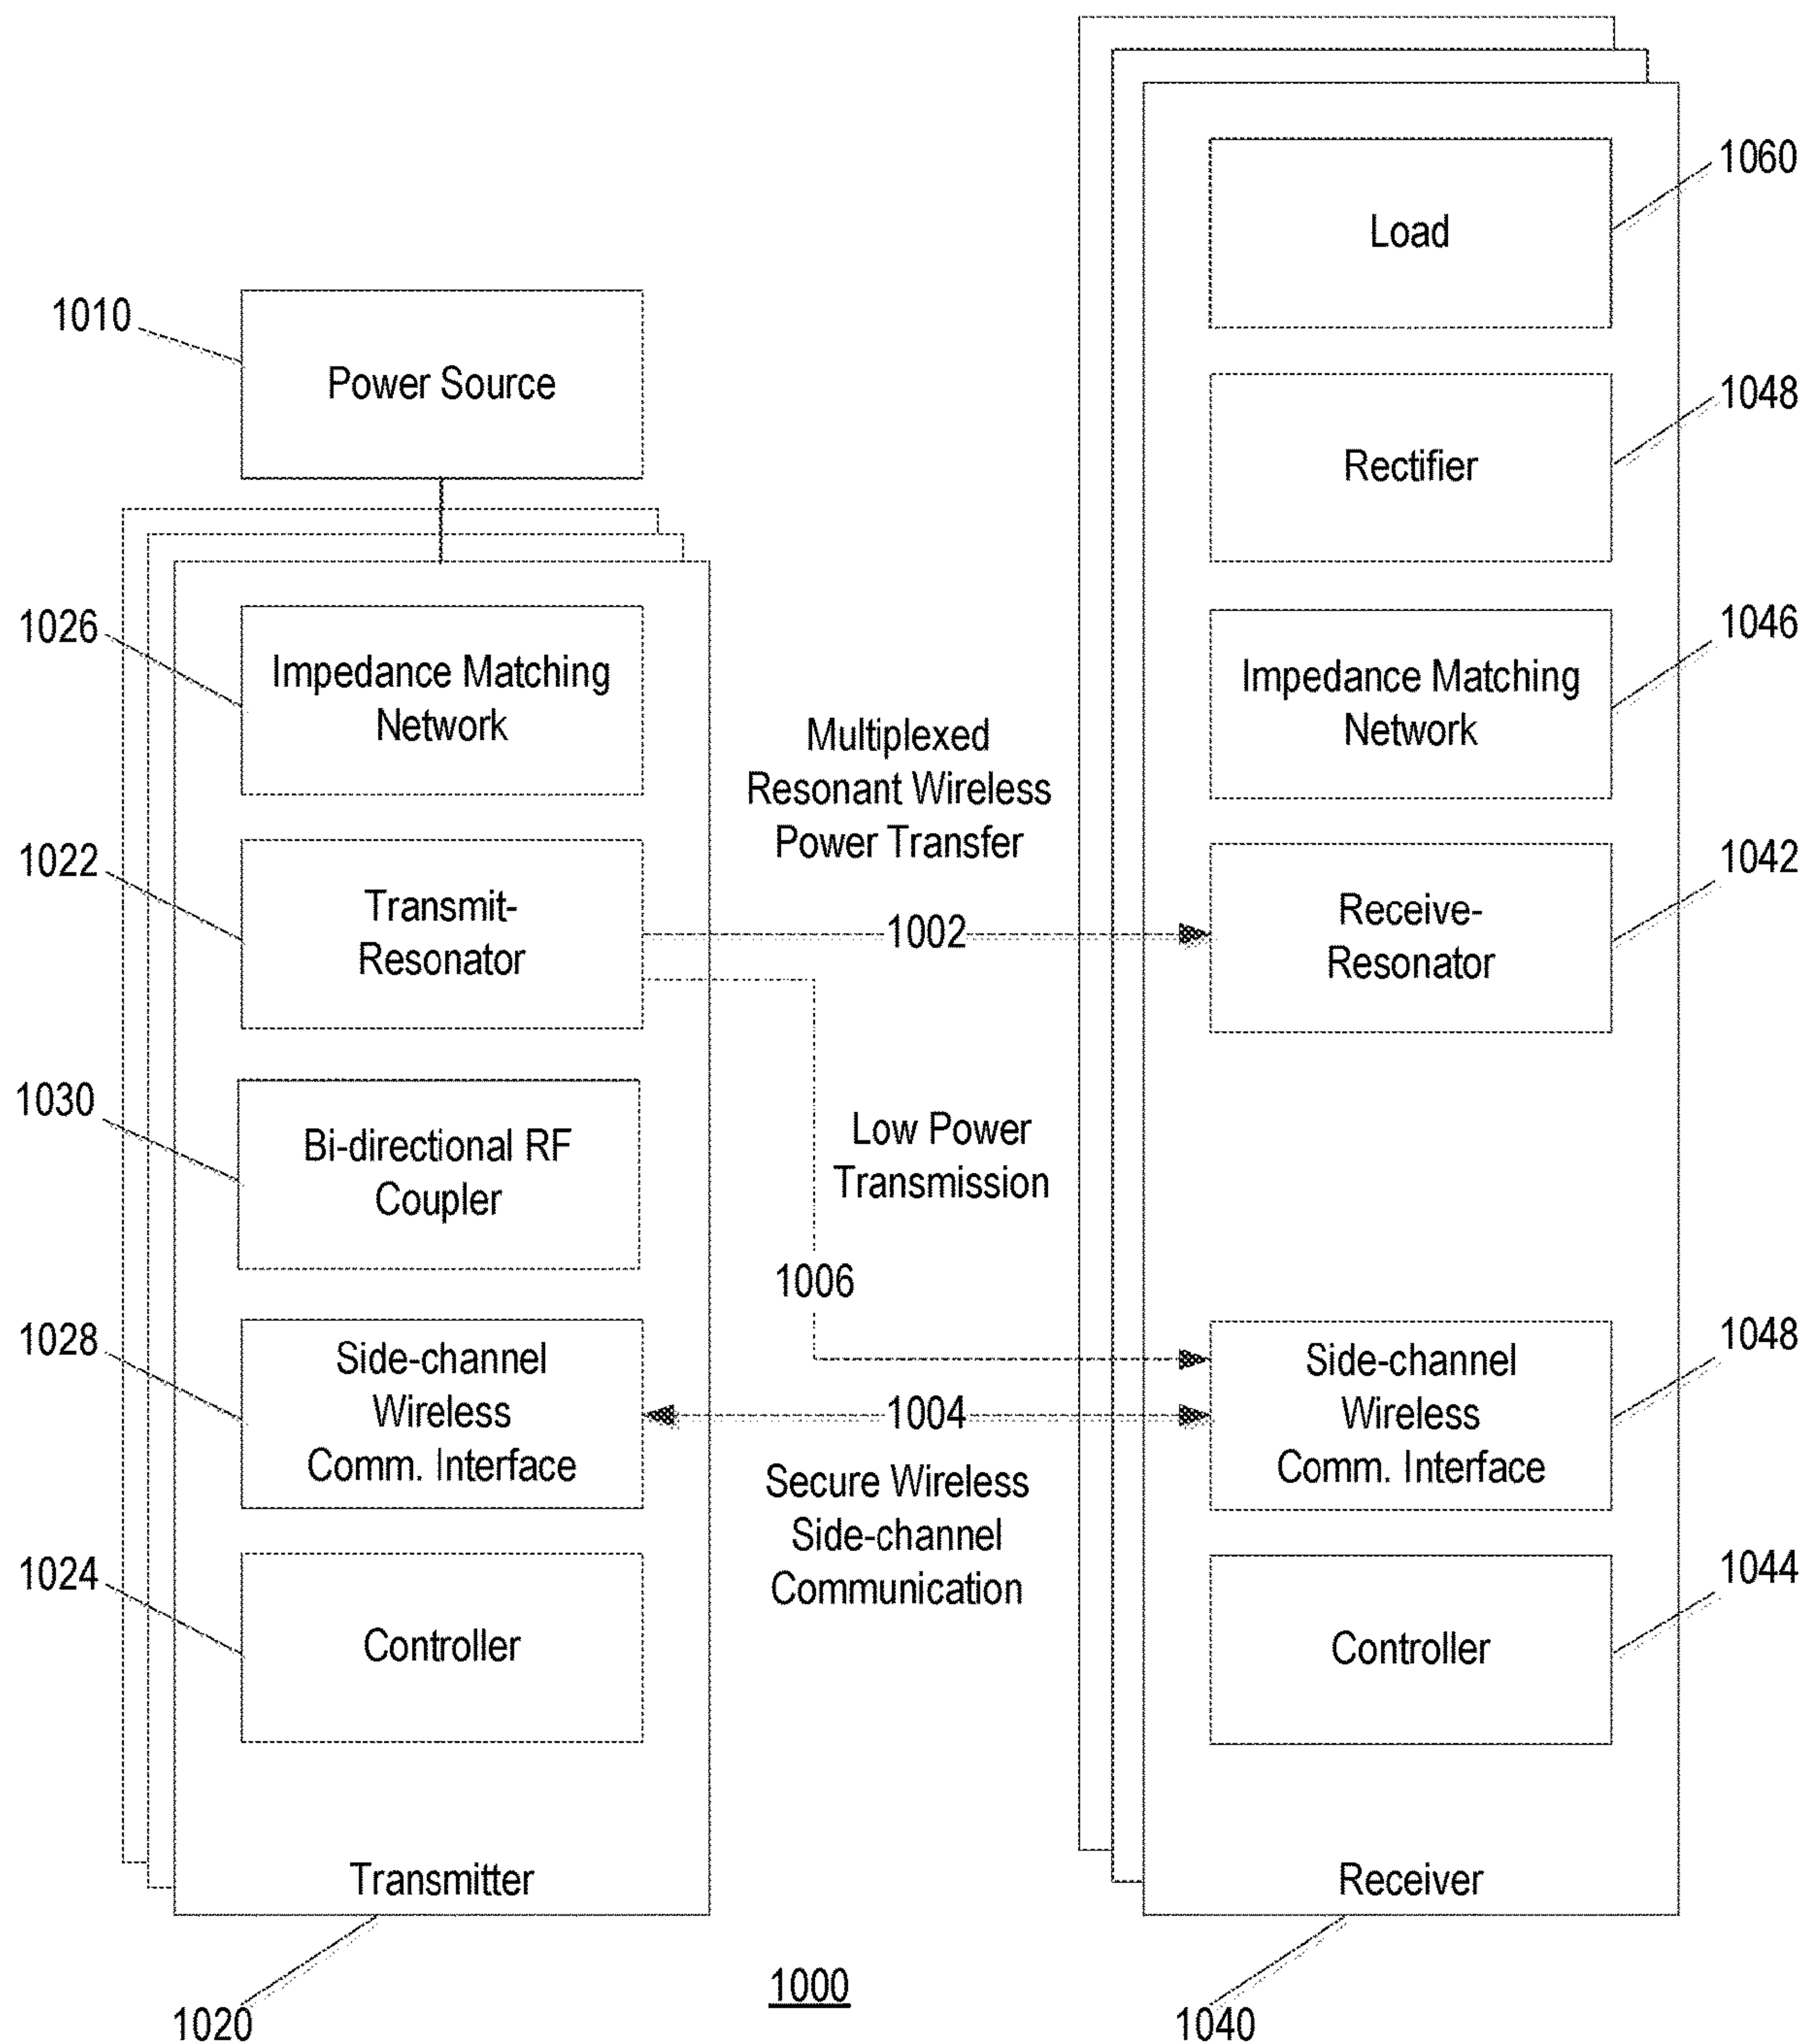 1060
Load
1010
Power Source
1048
Rectifier
1026
Impedance Matching
Network
1046
Impedance Matching
Network
Multiplexed
Resonant Wireless
Power Transfer
1022
Transmit-
Resonator
1002
1042
Receive-
Resonator
1030
Bi-directional RF
Coupler
Low Power
Transmission
1006
1028
Side-channel
Wireless
Comm. Interface
1048
Side-channel
Wireless
Comm. Interface
1004
Secure Wireless
Side-channel
Communication
1024
Controller
1044
Controller
Transmitter
Receiver
1000
1020
1040